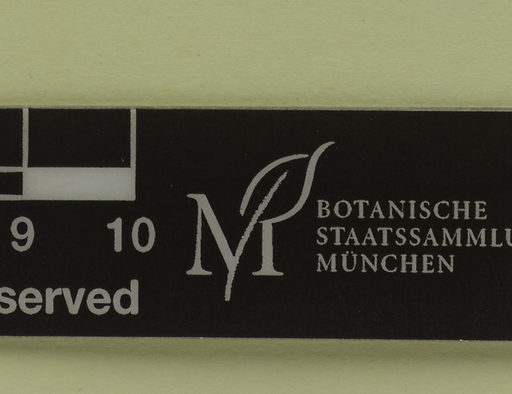 9 10
served
M
BOTANISCHE
STAATSSAMMLU
MÜNCHEN